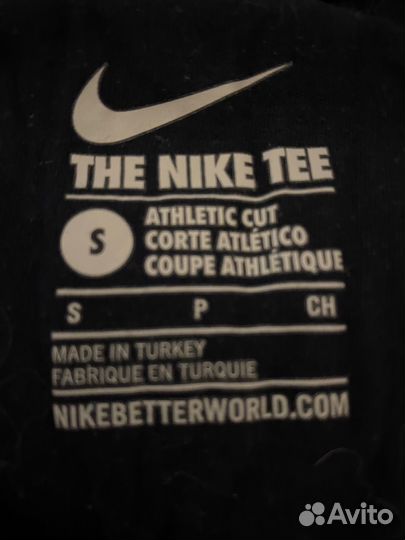 THE NIKE TEE
S
ATHLETIC CUT
CORTE ATLÉTICO
COUPE ATHLÉTIQUE
S P CH
MADE IN TURKEY
FABRIQUE EN TURQUIE
NIKEBETTERWORLD.COM
Avito